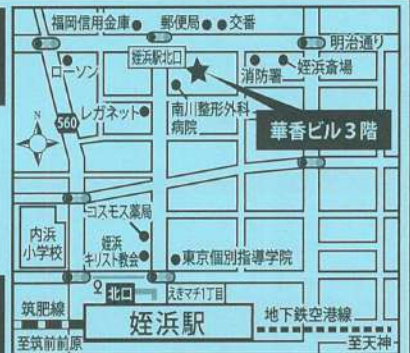 福岡信用金庫
郵便局
交番
明治通り
姪浜駅北口
ローソン
消防署
姪浜斎場
レガネット
南川整形外科
病院
N
560
華香ビル3階
コスモス薬局
内浜
小学校
姪浜
キリスト教会
東京個別指導学院
北口
えきマチ1丁目
筑肥線
姪浜駅
地下鉄空港線
至筑前前原
至天神